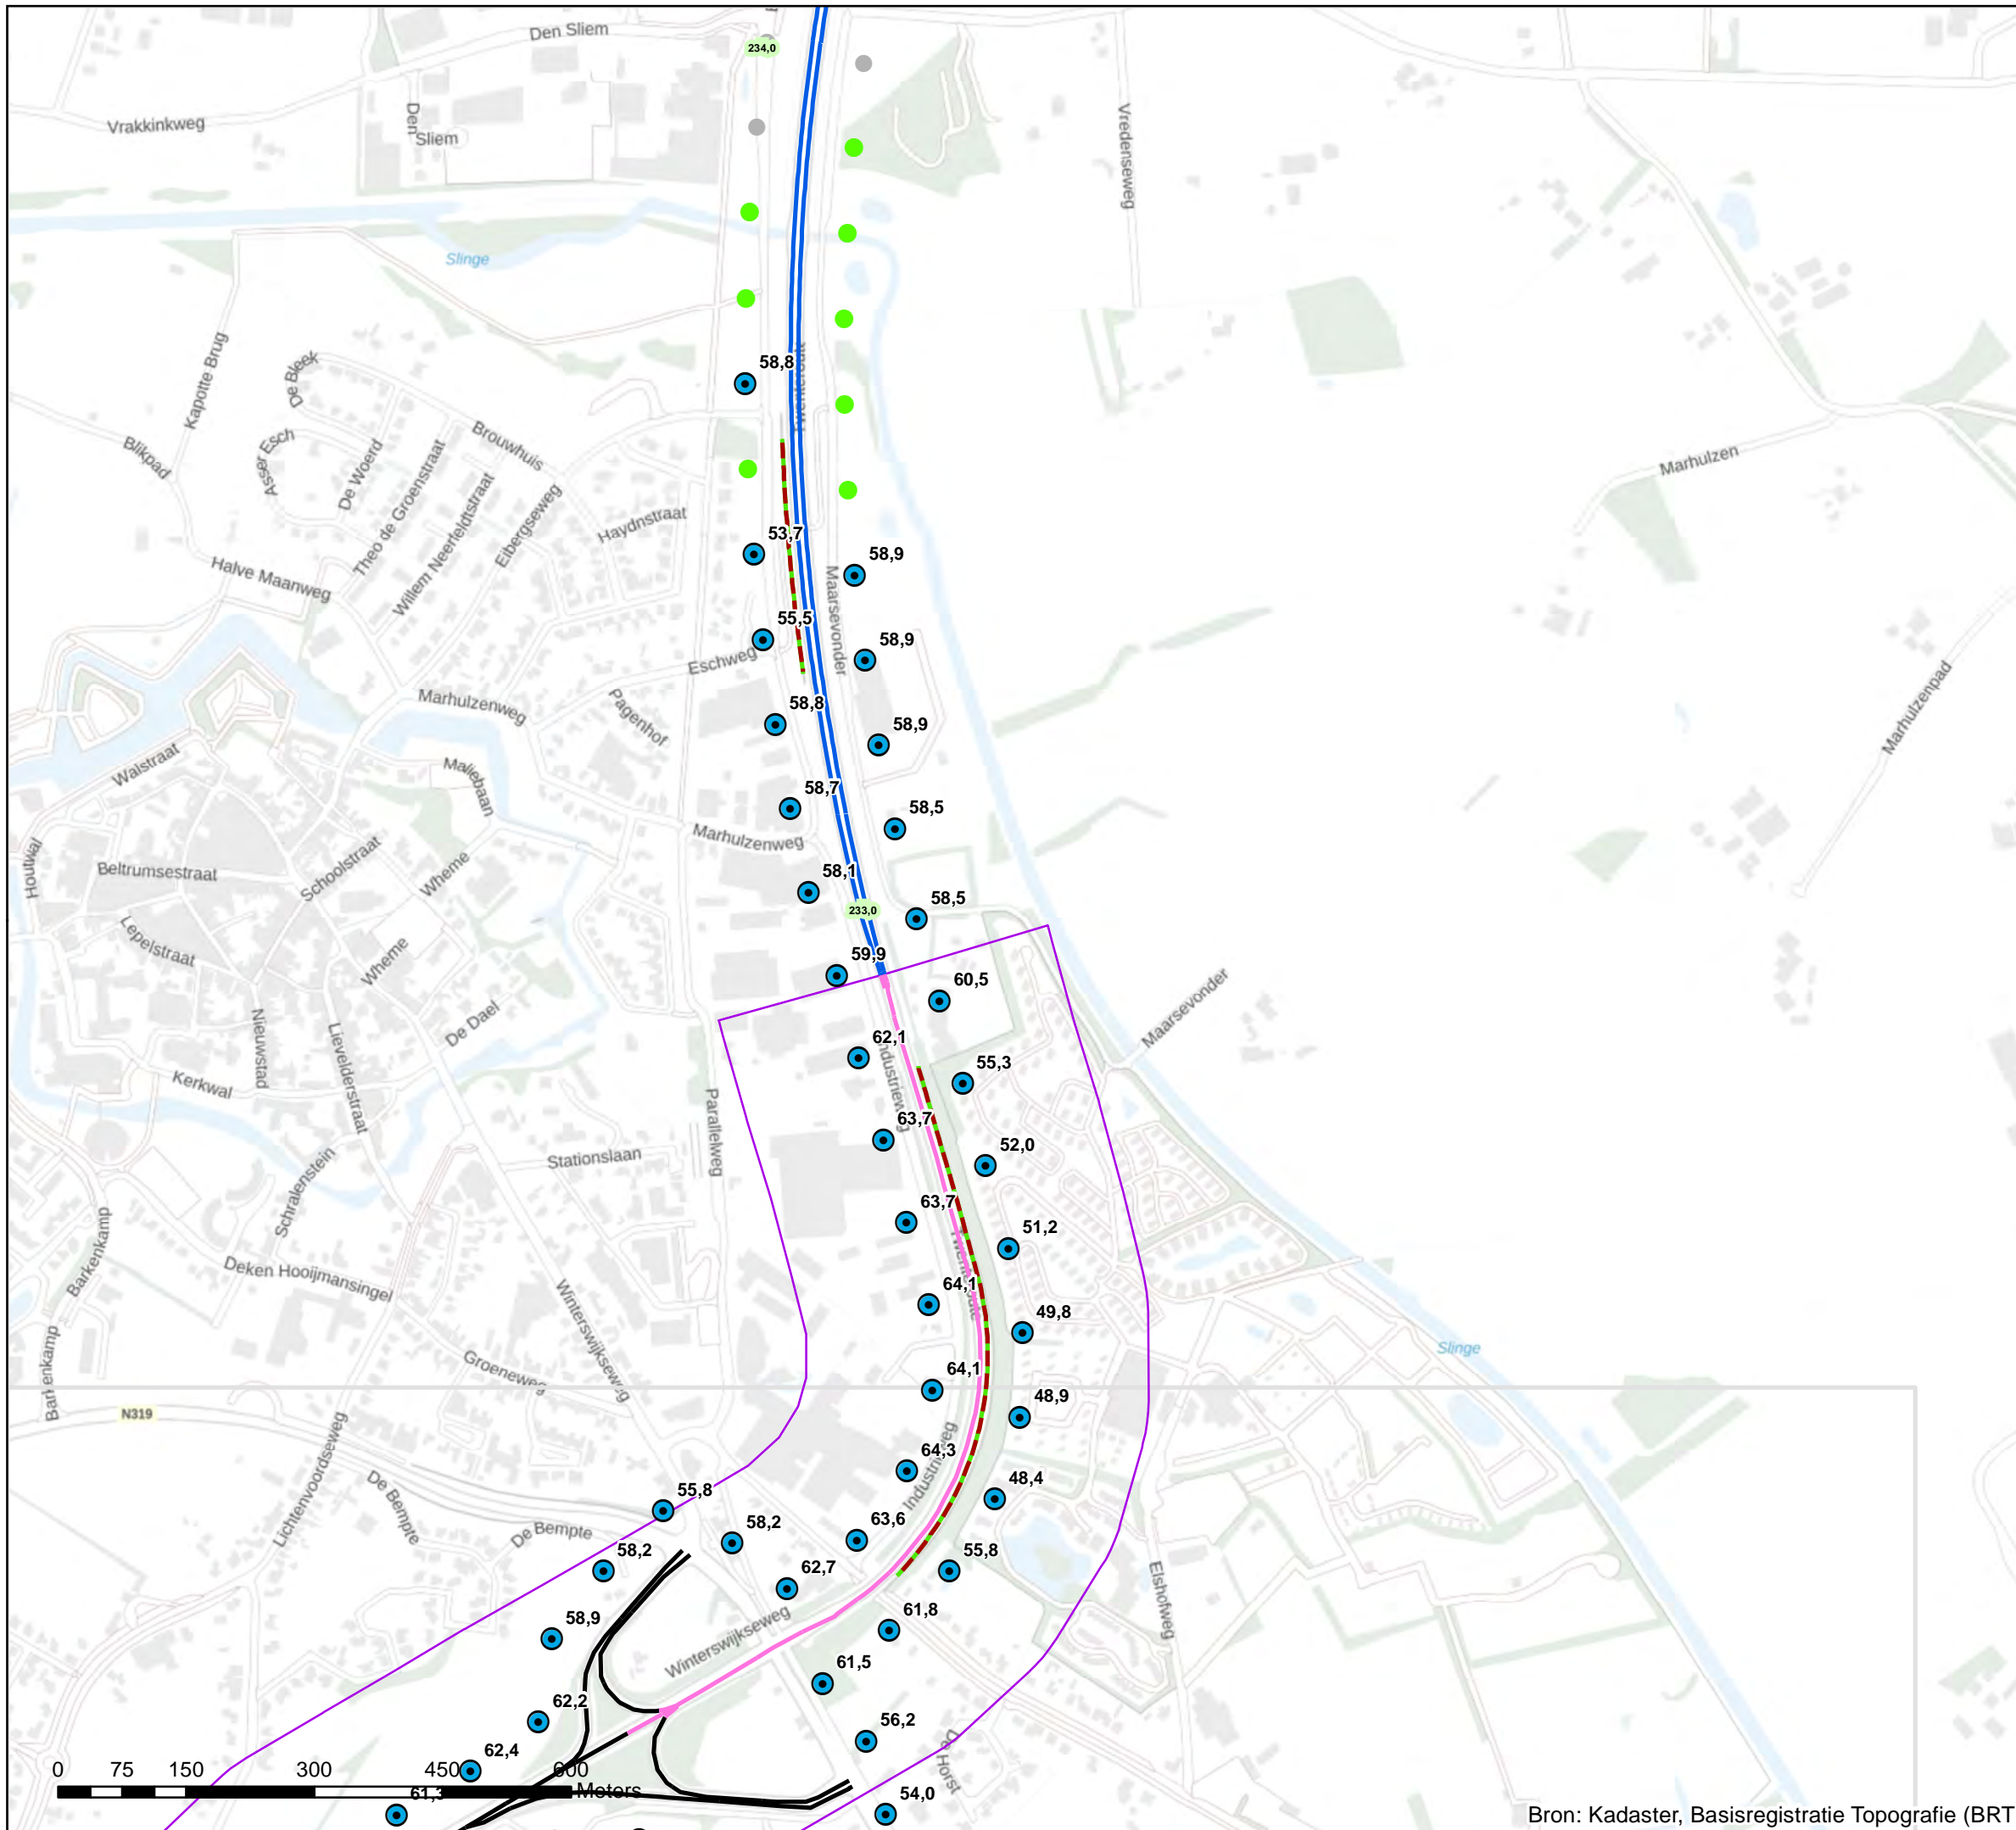 Den Sliem
234,0
Vrakkinkweg
Den
Sliem
Vredenseweg
Slinge
Kapotte Brug
De Bleek
58,8
Twenteroute
Blikpad
Asser Esch
De Woerd
Brouwhuis
Theo de Groenstraat
Willem Neerfeldtstraat
Eibergseweg
Haydnstraat
Marhulzen
53,7
58,9
Halve Maanweg
Maarsevonder
55,5
58,9
Eschweg
Marhulzenweg
Pagenhof
58,8
58,9
Marhulzenpad
Walstraat
Maliebaan
58,7
58,5
Marhulzenweg
Houtwal
Beltrumsestraat
Schoolstraat
Wheme
58,1
58,5
233,0
Lepelstraat
Wheme
59,9
60,5
Maarsevonder
De Dael
Nieuwstad
Lievelderstraat
62,1
Industrieweg
55,3
Kerkwal
Parallelweg
63,7
52,0
Stationslaan
Schralenstein
63,7
51,2
Barkenkamp
Deken Hooijmansingel
Twenteroute
64,1
49,8
Winterswijkseweg
Slinge
Barkenkamp
Groeneweg
64,1
48,9
N319
Lichtenvoordseweg
64,3
Industrieweg
48,4
De Bempte
55,8
De Bempte
58,2
63,6
58,2
62,7
55,8
Elshofweg
58,9
61,8
Winterswijkseweg
61,5
62,2
56,2
De Horst
62,4
0 75 150 300 450 600
Meters
61,3
54,0
Bron: Kadaster, Basisregistratie Topografie (BRT